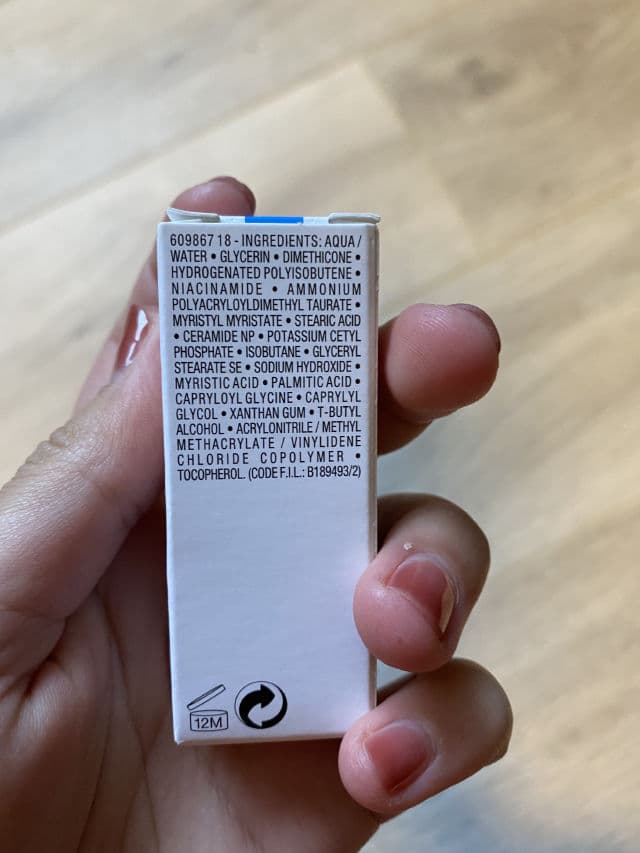 60986718 - INGREDIENTS: AQUA /
WATER • GLYCERIN • DIMETHICONE •
HYDROGENATED POLYISOBUTENE •
NIACINAMIDE • AMMONIUM
POLYACRYLOYLDIMETHYL TAURATE •
MYRISTYL MYRISTATE • STEARIC ACID
• CERAMIDE NP • POTASSIUM CETYL
PHOSPHATE • ISOBUTANE • GLYCERYL
STEARATE SE • SODIUM HYDROXIDE •
MYRISTIC ACID • PALMITIC ACID •
CAPRYLOYL GLYCINE • CAPRYLYL
GLYCOL • XANTHAN GUM • T-BUTYL
ALCOHOL • ACRYLONITRILE / METHYL
METHACRYLATE / VINYLIDENE
CHLORIDE COPOLYMER •
TOCOPHEROL. (CODE F.I.L.: B189493/2)
12M